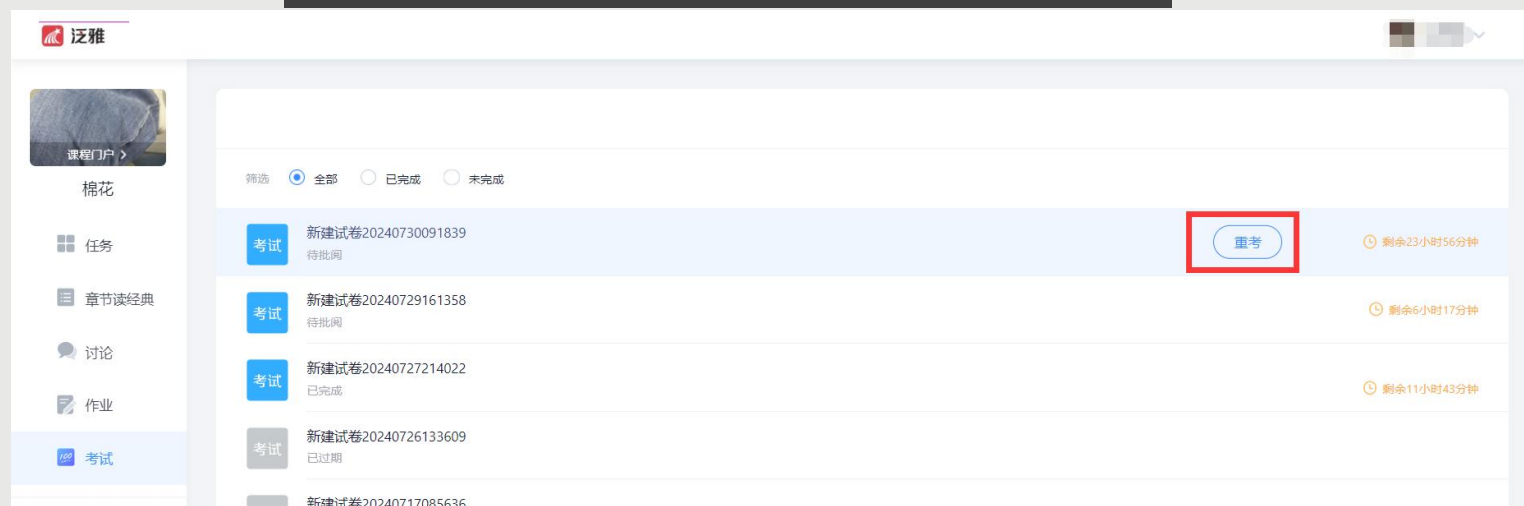 泛雅
课程门户 >
棉花
任务
章节读经典
讨论
作业
100 考试
筛选 全部 已完成 未完成
考试 新建试卷20240730091839
待批阅
重考 剩余23小时56分钟
考试 新建试卷20240729161358
待批阅
剩余6小时17分钟
考试 新建试卷20240727214022
已完成
剩余11小时43分钟
考试 新建试卷20240726133609
已过期
新建试卷20240717085636